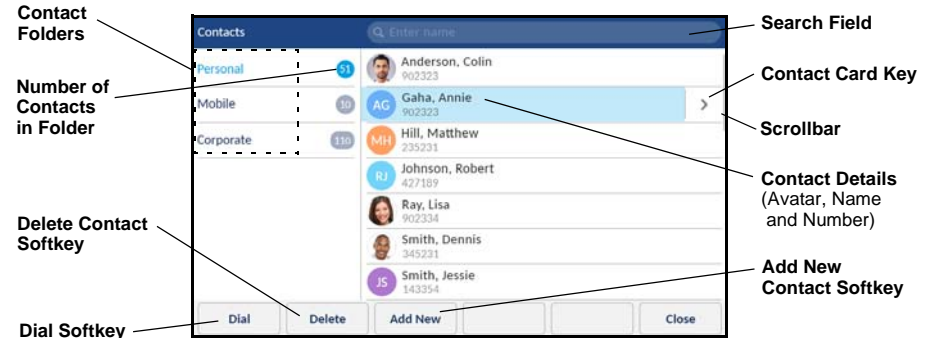 Contact
Folders
Number of
Contacts
in Folder
Delete Contact
Softkey
Dial Softkey
Contacts
Enter name
Personal
51
Mobile
10
Corporate
110
Anderson, Colin
902323
AG
Gaha, Annie
902323
MH
Hill, Matthew
235231
RJ
Johnson, Robert
427189
Ray, Lisa
902334
Smith, Dennis
345231
JS
Smith, Jessie
143354
Dial
Delete
Add New
Close
Search Field
Contact Card Key
Scrollbar
Contact Details
(Avatar, Name
and Number)
Add New
Contact Softkey